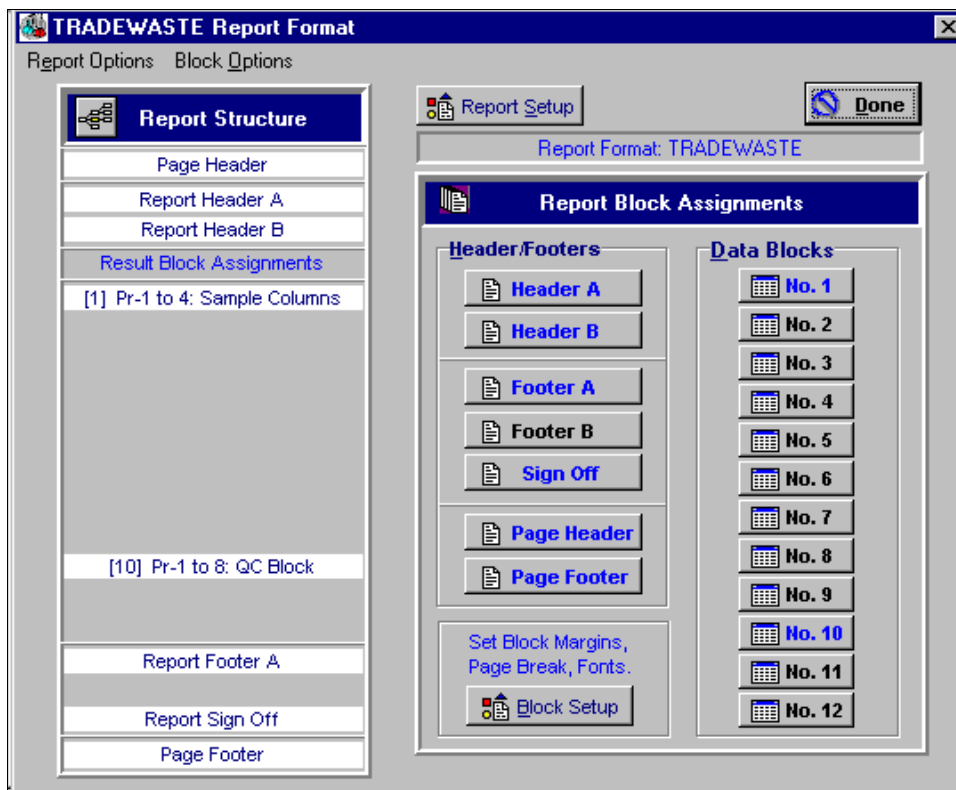 TRADEWASTE Report Format
Report Options Block Options
Report Structure
Page Header
Report Header A
Report Header B
Result Block Assignments
[1] Pr-1 to 4: Sample Columns
[10] Pr-1 to 8: QC Block
Report Footer A
Report Sign Off
Page Footer
Report Setup
Done
Report Format: TRADEWASTE
Report Block Assignments
Header/Footers
Header A
Header B
Footer A
Footer B
Sign Off
Page Header
Page Footer
Set Block Margins,
Page Break, Fonts.
Block Setup
Data Blocks
No. 1
No. 2
No. 3
No. 4
No. 5
No. 6
No. 7
No. 8
No. 9
No. 10
No. 11
No. 12